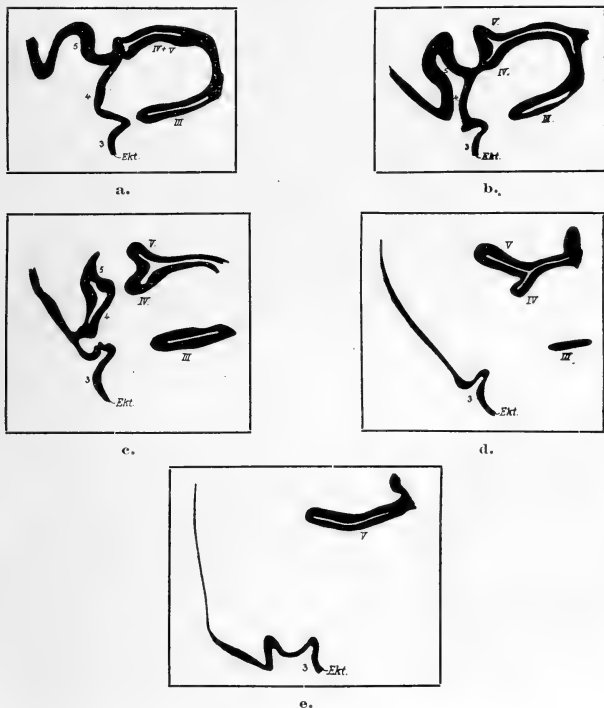 5 IV+V
4
III
3
Ekt.
a.
V.
5
IV.
4
III
3
Ekt.
b.
V.
5
IV.
4
III
3
Ekt.
c.
V
IV
III
3
Ekt.
d.
V
3
Ekt.
e.